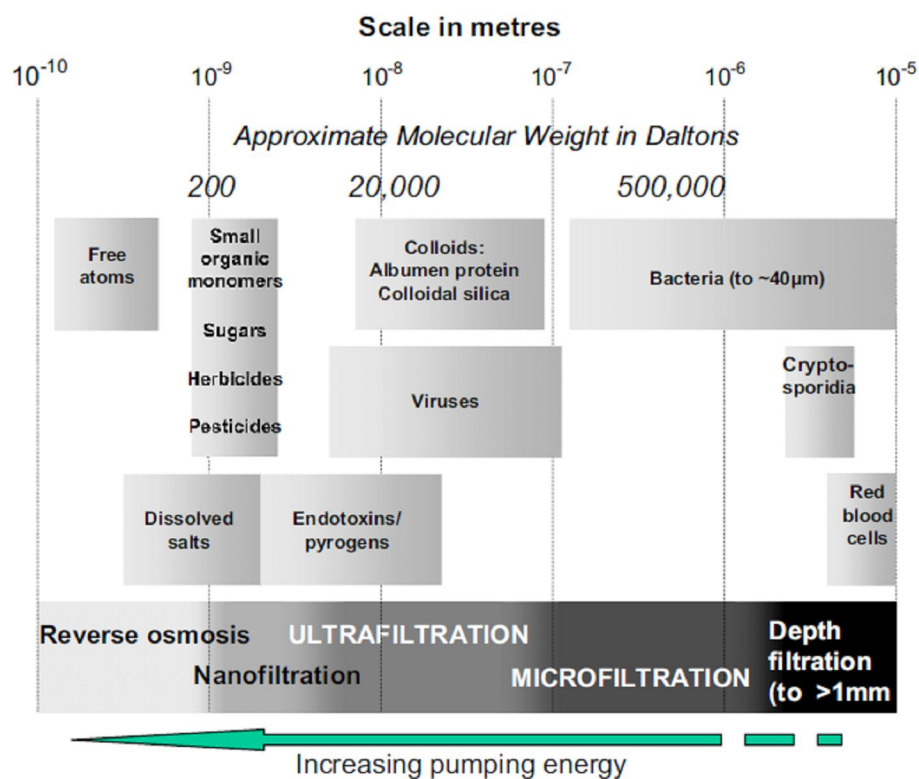 Scale in metres
10⁻¹⁰ 10⁻⁹ 10⁻⁸ 10⁻⁷ 10⁻⁶ 10⁻⁵
Approximate Molecular Weight in Daltons
200 20,000 500,000
Free
atoms
Small
organic
monomers
Sugars
Herbicides
Pesticides
Colloids:
Albumen protein
Colloidal silica
Bacteria (to ~40μm)
Viruses
Crypto-
sporidia
Dissolved
salts
Endotoxins/
pyrogens
Red
blood
cells
Reverse osmosis
Nanofiltration
ULTRAFILTRATION
MICROFILTRATION
Depth
filtration
(to >1mm
Increasing pumping energy